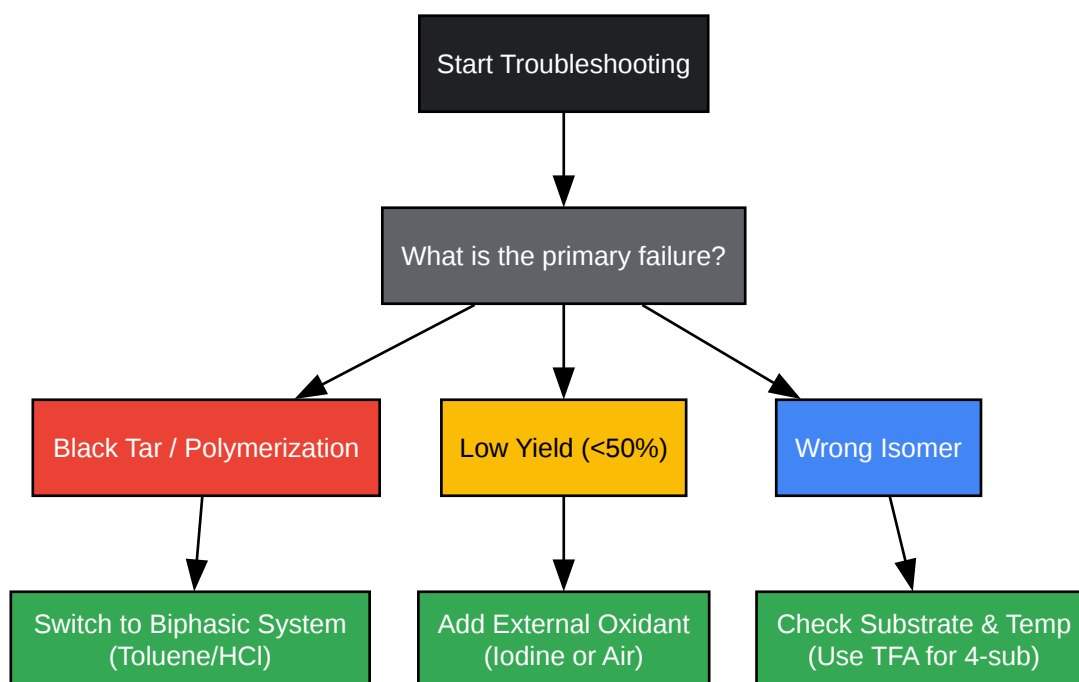 Start Troubleshooting
What is the primary failure?
Black Tar / Polymerization
Low Yield (<50%)
Wrong Isomer
Switch to Biphasic System
(Toluene/HCl)
Add External Oxidant
(Iodine or Air)
Check Substrate & Temp
(Use TFA for 4-sub)